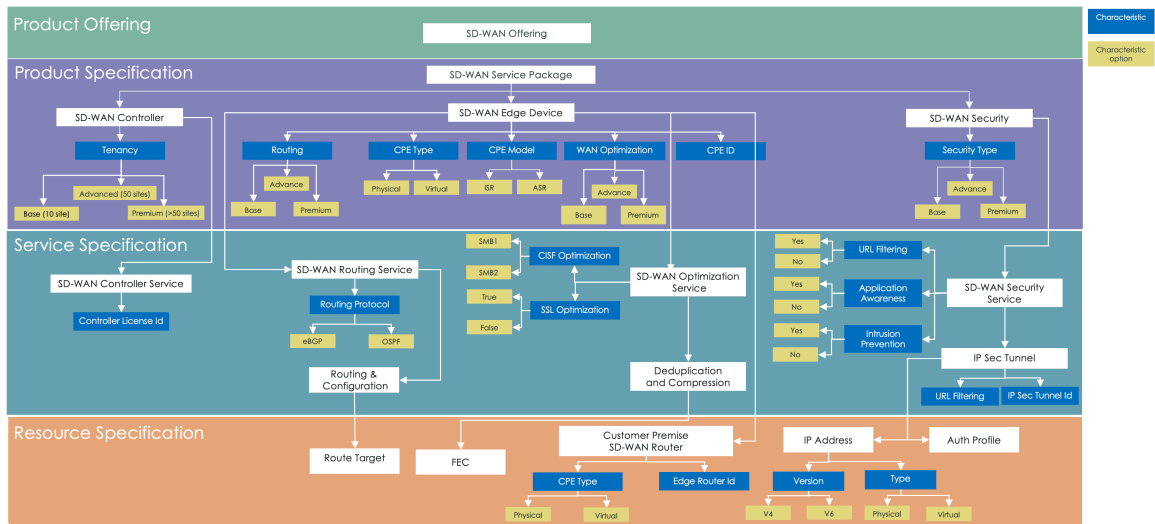 Product Offering
SD-WAN Offering
Characteristic
Characteristic
option
Product Specification
SD-WAN Service Package
SD-WAN Controller
SD-WAN Edge Device
SD-WAN Security
Tenancy
Routing
CPE Type
CPE Model
WAN Optimization
CPE ID
Security Type
Advanced (50 sites)
Base (10 site)
Premium (>50 sites)
Advance
Base
Premium
Physical
Virtual
ISR
ASR
Advance
Base
Premium
Advance
Base
Premium
Service Specification
SD-WAN Controller Service
Controller License Id
SD-WAN Routing Service
Routing Protocol
eBGP
OSPF
Routing &
Configuration
SMB1
SMB2
CISF Optimization
True
False
SSL Optimization
SD-WAN Optimization
Service
Deduplication
and Compression
Yes
No
URL Filtering
Yes
No
Application
Awareness
Yes
No
Intrusion
Prevention
SD-WAN Security
Service
IP Sec Tunnel
URL Filtering
IP Sec Tunnel Id
Resource Specification
Route Target
FEC
Customer Premise
SD-WAN Router
CPE Type
Edge Router Id
Physical
Virtual
IP Address
Auth Profile
Version
Type
V4
V6
Physical
Virtual